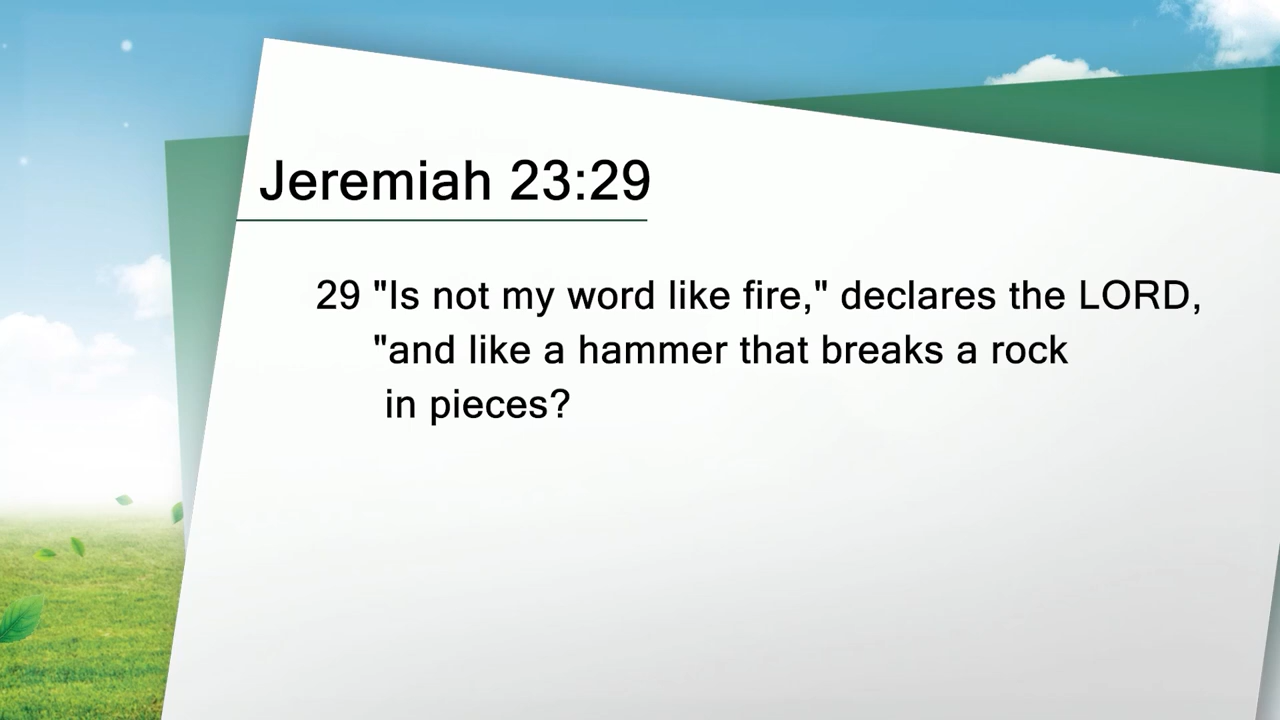 Jeremiah 23:29
29 "Is not my word like fire," declares the LORD,
"and like a hammer that breaks a rock
in pieces?